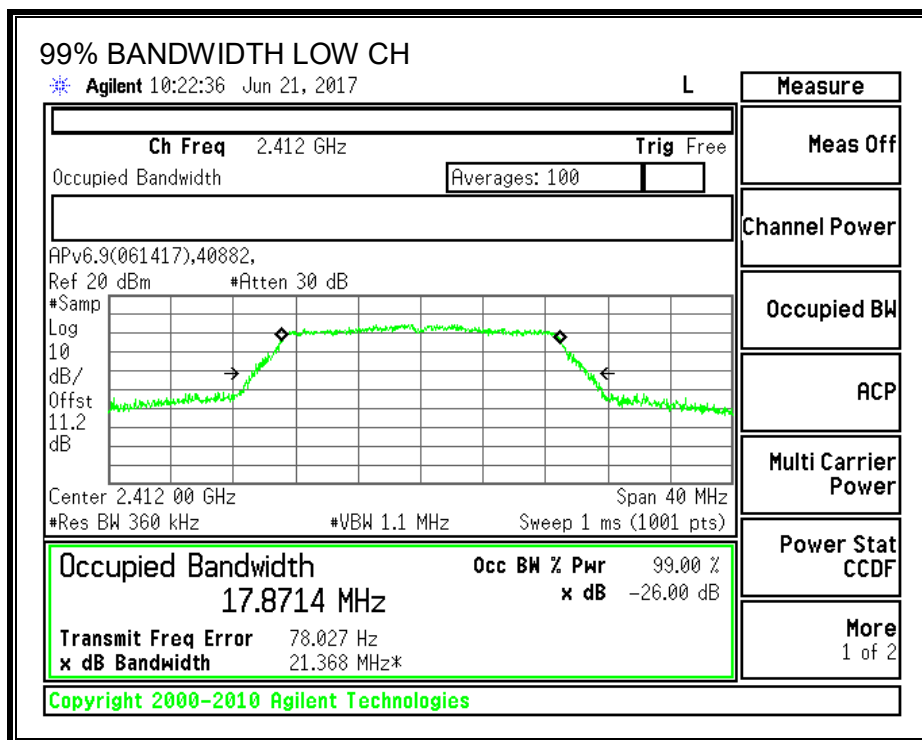 99% BANDWIDTH LOW CH
Agilent 10:22:36 Jun 21, 2017 L
Measure
Ch Freq 2.412 GHz Trig Free
Meas Off
Occupied Bandwidth Averages: 100
Channel Power
APv6.9(061417),40882,
Ref 20 dBm #Atten 30 dB
#Samp
Log
10
dB/
Offst
11.2
dB
Occupied BW
ACP
Center 2.412 00 GHz Span 40 MHz
#Res BW 360 kHz #VBW 1.1 MHz Sweep 1 ms (1001 pts)
Multi Carrier
Power
Occupied Bandwidth Occ BW % Pwr 99.00 %
17.8714 MHz x dB -26.00 dB
Power Stat
CCDF
Transmit Freq Error 78.027 Hz
x dB Bandwidth 21.368 MHz*
More
1 of 2
Copyright 2000-2010 Agilent Technologies